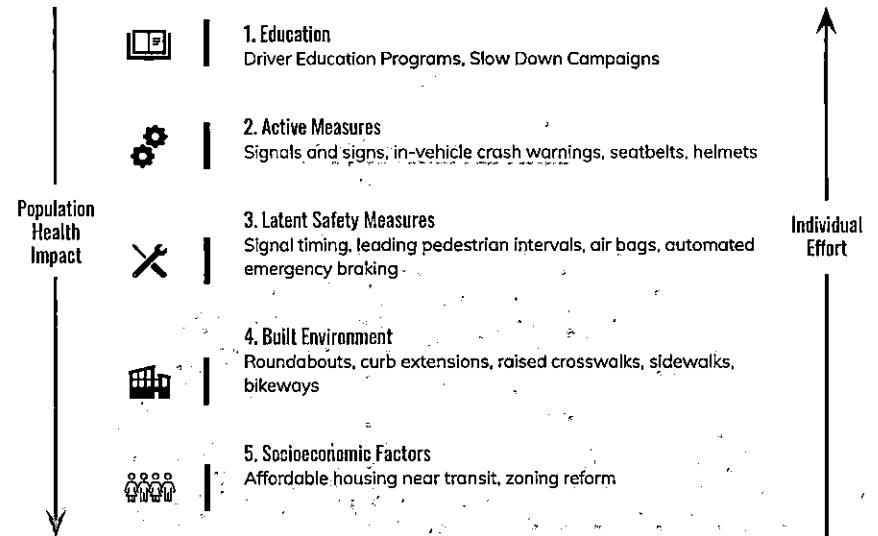 1. Education
Driver Education Programs, Slow Down Campaigns
2. Active Measures
Signals and signs, in-vehicle crash warnings, seatbelts, helmets
Population
Health
Impact
3. Latent Safety Measures
Signal timing, leading pedestrian intervals, air bags, automated
emergency braking
Individual
Effort
4. Built Environment
Roundabouts, curb extensions, raised crosswalks, sidewalks,
bikeways
5. Socioeconomic Factors
Affordable housing near transit, zoning reform